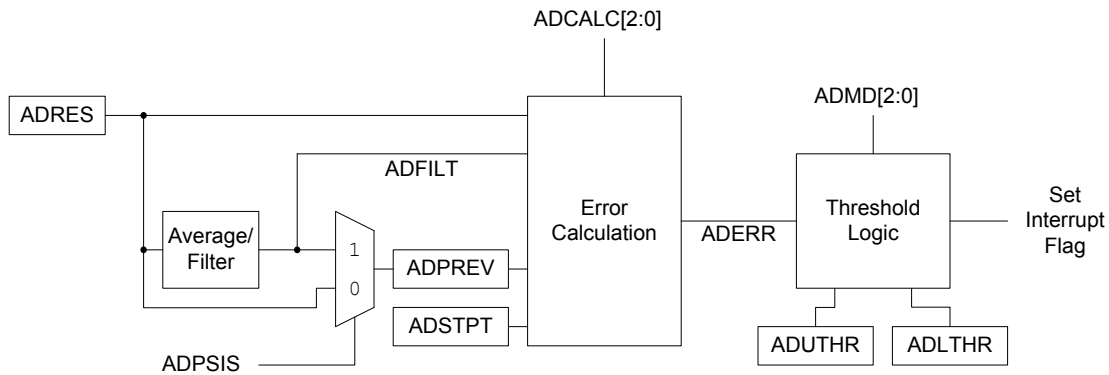 ADCALC[2:0]
ADMD[2:0]
ADRES
ADFILT
Set
Interrupt
Flag
Error
Calculation
Threshold
Logic
ADERR
Average/
Filter
1
0
ADPREV
ADSTPT
ADUTHR
ADLTHR
ADPSIS